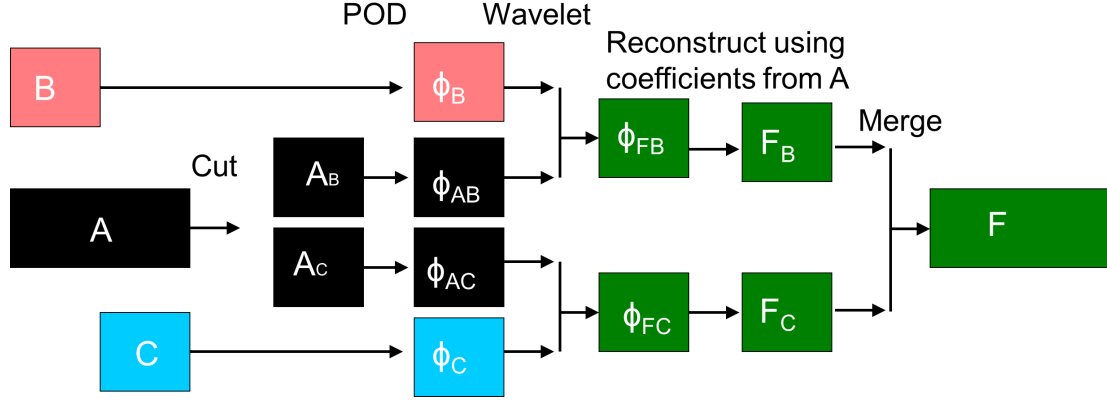 POD
Wavelet
Reconstruct using
coefficients from A
B
ϕB
Merge
Cut
AB
ϕAB
ϕFB
FB
A
F
AC
ϕAC
ϕFC
FC
C
ϕC